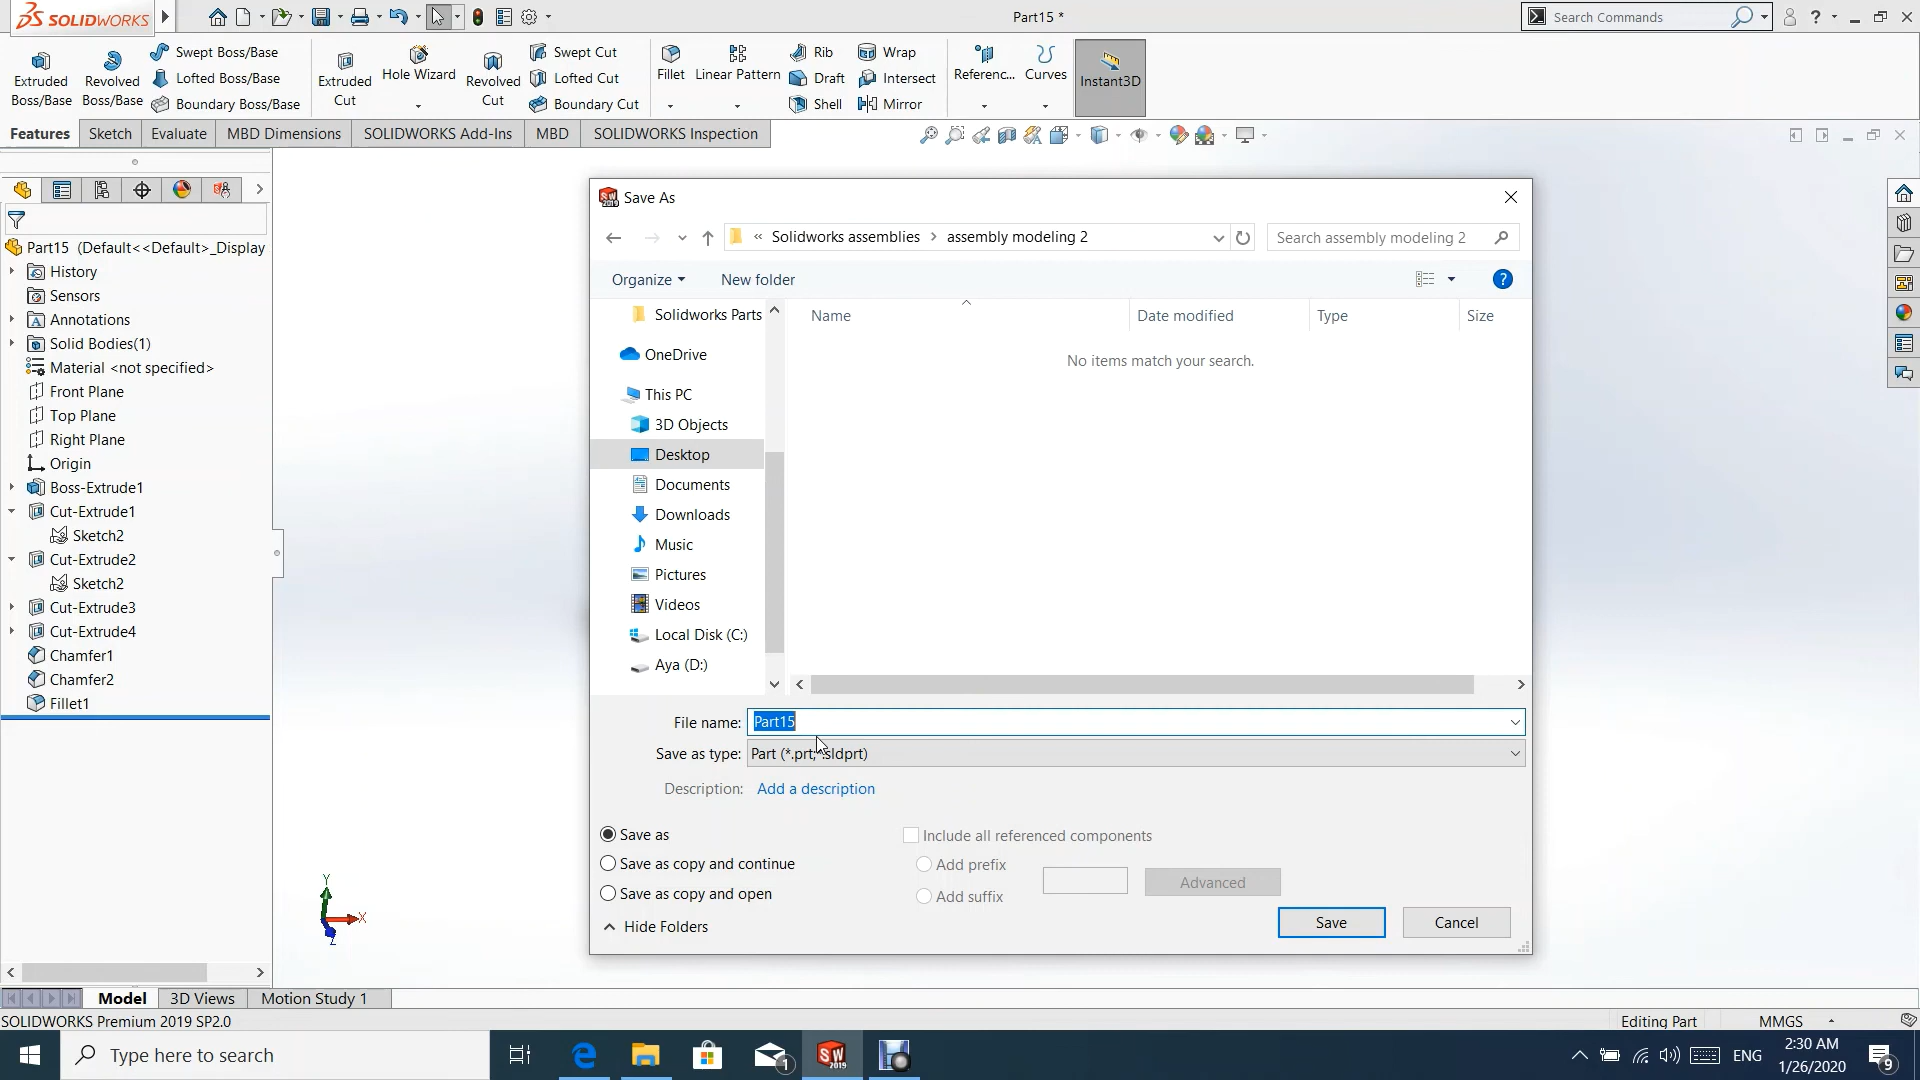 SOLIDWORKS
Part15 *
Search Commands
Extruded Boss/Base
Revolved Boss/Base
Swept Boss/Base
Lofted Boss/Base
Boundary Boss/Base
Extruded Cut
Hole Wizard
Revolved Cut
Swept Cut
Lofted Cut
Boundary Cut
Fillet
Linear Pattern
Rib
Draft
Shell
Wrap
Intersect
Mirror
Referenc...
Curves
Instant3D
Features
Sketch
Evaluate
MBD Dimensions
SOLIDWORKS Add-Ins
MBD
SOLIDWORKS Inspection
Part15 (Default<<Default>_Display
History
Sensors
Annotations
Solid Bodies(1)
Material <not specified>
Front Plane
Top Plane
Right Plane
Origin
Boss-Extrude1
Cut-Extrude1
Sketch2
Cut-Extrude2
Sketch2
Cut-Extrude3
Cut-Extrude4
Chamfer1
Chamfer2
Fillet1
Save As
« Solidworks assemblies > assembly modeling 2
Search assembly modeling 2
Organize
New folder
Solidworks Parts
OneDrive
This PC
3D Objects
Desktop
Documents
Downloads
Music
Pictures
Videos
Local Disk (C:)
Aya (D:)
Name
Date modified
Type
Size
No items match your search.
File name: Part15
Save as type: Part (*.prt;*.sldprt)
Description: Add a description
Save as
Save as copy and continue
Save as copy and open
Include all referenced components
Add prefix
Add suffix
Advanced
Hide Folders
Save
Cancel
Y
X
Z
Model
3D Views
Motion Study 1
SOLIDWORKS Premium 2019 SP2.0
Editing Part
MMGS
Type here to search
1
SW
2019
ENG
2:30 AM
1/26/2020
9